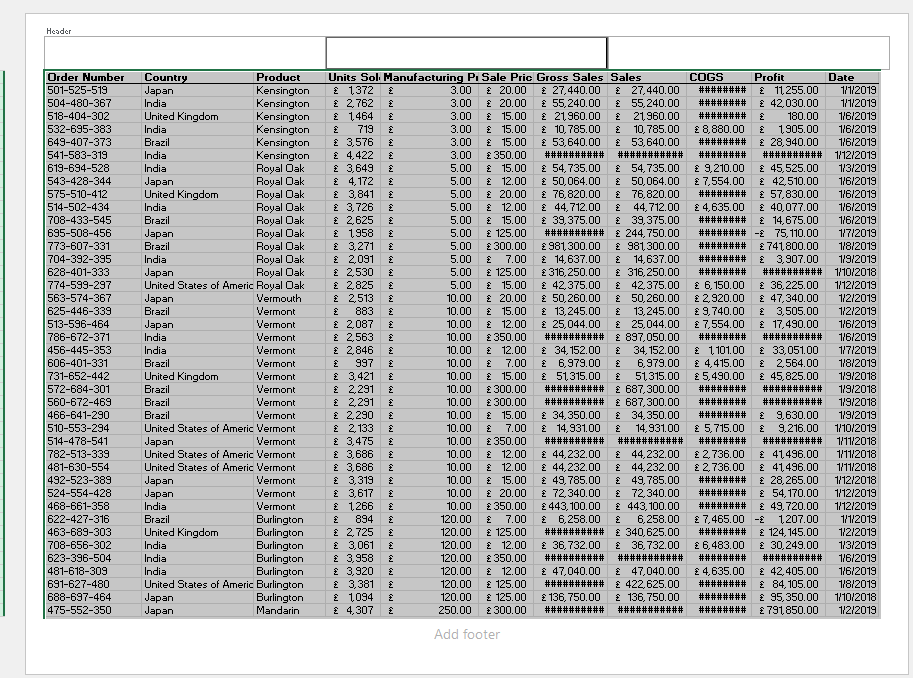 Header
Order Number Country Product Units Sol Manufacturing Pr Sale Pric Gross Sales Sales COGS Profit Date
501-525-519 Japan Kensington £ 1,372 £ 3.00 £ 20.00 £ 27,440.00 £ 27,440.00 ######## £ 11,255.00 1/1/2019
504-480-367 India Kensington £ 2,762 £ 3.00 £ 20.00 £ 55,240.00 £ 55,240.00 ######## £ 42,030.00 1/1/2019
518-404-302 United Kingdom Kensington £ 1,464 £ 3.00 £ 15.00 £ 21,960.00 £ 21,960.00 ######## £ 180.00 1/6/2019
532-695-383 India Kensington £ 719 £ 3.00 £ 15.00 £ 10,785.00 £ 10,785.00 £ 8,880.00 £ 1,905.00 1/6/2019
649-407-373 Brazil Kensington £ 3,576 £ 3.00 £ 15.00 £ 53,640.00 £ 53,640.00 ######## £ 28,940.00 1/6/2019
541-583-319 India Kensington £ 4,422 £ 3.00 £ 350.00 ########## ########### ######## ########## 1/12/2019
619-694-528 India Royal Oak £ 3,649 £ 5.00 £ 15.00 £ 54,735.00 £ 54,735.00 £ 9,210.00 £ 45,525.00 1/3/2019
543-428-344 Japan Royal Oak £ 4,172 £ 5.00 £ 12.00 £ 50,064.00 £ 50,064.00 £ 7,554.00 £ 42,510.00 1/6/2019
575-510-412 United Kingdom Royal Oak £ 3,841 £ 5.00 £ 20.00 £ 76,820.00 £ 76,820.00 ######## £ 57,830.00 1/6/2019
514-502-434 India Royal Oak £ 3,726 £ 5.00 £ 12.00 £ 44,712.00 £ 44,712.00 £ 4,635.00 £ 40,077.00 1/6/2019
708-433-545 Brazil Royal Oak £ 2,625 £ 5.00 £ 15.00 £ 39,375.00 £ 39,375.00 ######## £ 14,675.00 1/6/2019
695-508-456 Japan Royal Oak £ 1,958 £ 5.00 £ 125.00 ########## £ 244,750.00 ######## -£ 75,110.00 1/7/2019
773-607-331 Brazil Royal Oak £ 3,271 £ 5.00 £ 300.00 £ 981,300.00 £ 981,300.00 ######## £ 741,800.00 1/8/2019
704-392-395 India Royal Oak £ 2,091 £ 5.00 £ 7.00 £ 14,637.00 £ 14,637.00 ######## £ 3,907.00 1/9/2019
628-401-333 Japan Royal Oak £ 2,530 £ 5.00 £ 125.00 £ 316,250.00 £ 316,250.00 ######## ########## 1/10/2018
774-599-297 United States of Americ Royal Oak £ 2,825 £ 5.00 £ 15.00 £ 42,375.00 £ 42,375.00 £ 6,150.00 £ 36,225.00 1/12/2019
563-574-367 Japan Vermouth £ 2,513 £ 10.00 £ 20.00 £ 50,260.00 £ 50,260.00 £ 2,920.00 £ 47,340.00 1/2/2019
625-446-339 Brazil Vermont £ 883 £ 10.00 £ 15.00 £ 13,245.00 £ 13,245.00 £ 9,740.00 £ 3,505.00 1/2/2019
513-596-464 Japan Vermont £ 2,087 £ 10.00 £ 12.00 £ 25,044.00 £ 25,044.00 £ 7,554.00 £ 17,490.00 1/6/2019
786-672-371 India Vermont £ 2,563 £ 10.00 £ 350.00 ########## £ 897,050.00 ######## ########## 1/6/2019
456-445-353 India Vermont £ 2,846 £ 10.00 £ 12.00 £ 34,152.00 £ 34,152.00 £ 1,101.00 £ 33,051.00 1/7/2019
606-401-331 Brazil Vermont £ 997 £ 10.00 £ 7.00 £ 6,979.00 £ 6,979.00 £ 4,415.00 £ 2,564.00 1/8/2019
731-652-442 United Kingdom Vermont £ 3,421 £ 10.00 £ 15.00 £ 51,315.00 £ 51,315.00 £ 5,490.00 £ 45,825.00 1/9/2018
572-684-301 Brazil Vermont £ 2,291 £ 10.00 £ 300.00 ########## £ 687,300.00 ######## ########## 1/9/2018
560-672-469 Brazil Vermont £ 2,291 £ 10.00 £ 300.00 ########## £ 687,300.00 ######## ########## 1/9/2018
466-641-290 Brazil Vermont £ 2,290 £ 10.00 £ 15.00 £ 34,350.00 £ 34,350.00 ######## £ 9,630.00 1/9/2019
510-553-294 United States of Americ Vermont £ 2,133 £ 10.00 £ 7.00 £ 14,931.00 £ 14,931.00 £ 5,715.00 £ 9,216.00 1/10/2019
514-478-541 Japan Vermont £ 3,475 £ 10.00 £ 350.00 ########## ########### ######## ########## 1/11/2018
782-513-339 United States of Americ Vermont £ 3,686 £ 10.00 £ 12.00 £ 44,232.00 £ 44,232.00 £ 2,736.00 £ 41,496.00 1/11/2018
481-630-554 United States of Americ Vermont £ 3,686 £ 10.00 £ 12.00 £ 44,232.00 £ 44,232.00 £ 2,736.00 £ 41,496.00 1/11/2018
492-523-389 Japan Vermont £ 3,319 £ 10.00 £ 15.00 £ 49,785.00 £ 49,785.00 ######## £ 28,265.00 1/12/2019
524-554-428 Japan Vermont £ 3,617 £ 10.00 £ 20.00 £ 72,340.00 £ 72,340.00 ######## £ 54,170.00 1/12/2019
468-661-358 India Vermont £ 1,266 £ 10.00 £ 350.00 £ 443,100.00 £ 443,100.00 ######## £ 49,720.00 1/12/2019
622-427-316 Brazil Burlington £ 894 £ 120.00 £ 7.00 £ 6,258.00 £ 6,258.00 £ 7,465.00 -£ 1,207.00 1/1/2019
463-689-303 United Kingdom Burlington £ 2,725 £ 120.00 £ 125.00 ########## £ 340,625.00 ######## £ 124,145.00 1/2/2019
708-656-302 India Burlington £ 3,061 £ 120.00 £ 12.00 £ 36,732.00 £ 36,732.00 £ 6,483.00 £ 30,249.00 1/3/2019
623-396-504 India Burlington £ 3,958 £ 120.00 £ 350.00 ########## ########### ######## ########## 1/6/2019
481-618-309 India Burlington £ 3,920 £ 120.00 £ 12.00 £ 47,040.00 £ 47,040.00 £ 4,635.00 £ 42,405.00 1/6/2019
691-627-480 United States of Americ Burlington £ 3,381 £ 120.00 £ 125.00 ########## £ 422,625.00 ######## £ 84,105.00 1/8/2019
688-697-464 Japan Burlington £ 1,094 £ 120.00 £ 125.00 £ 136,750.00 £ 136,750.00 ######## £ 95,350.00 1/10/2018
475-552-350 Japan Mandarin £ 4,307 £ 250.00 £ 300.00 ########## ########### ######## £ 791,850.00 1/2/2019
Add footer